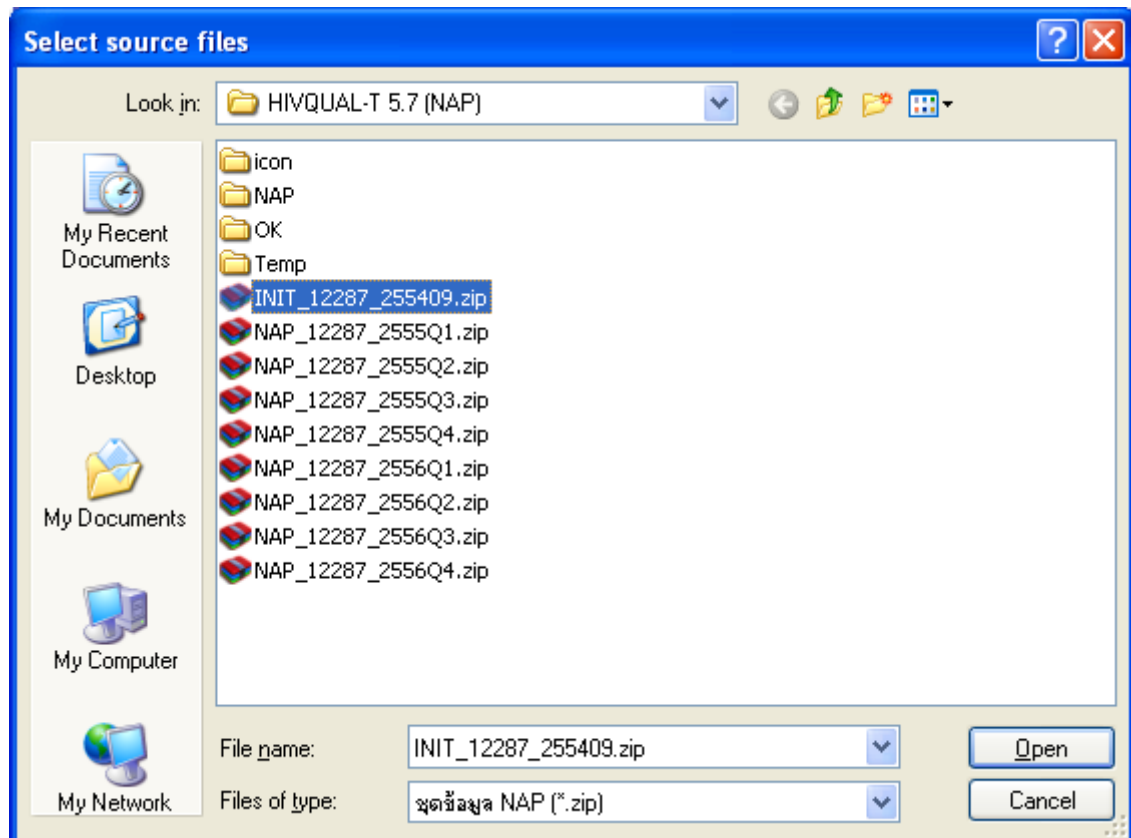 Select source files
Look in:
HIVQUAL-T 5.7 (NAP)
My Recent
Documents
Desktop
My Documents
My Computer
My Network
icon
NAP
OK
Temp
INIT_12287_255409.zip
NAP_12287_2555Q1.zip
NAP_12287_2555Q2.zip
NAP_12287_2555Q3.zip
NAP_12287_2555Q4.zip
NAP_12287_2556Q1.zip
NAP_12287_2556Q2.zip
NAP_12287_2556Q3.zip
NAP_12287_2556Q4.zip
File name:
INIT_12287_255409.zip
Open
Files of type:
ชุดข้อมูล NAP (*.zip)
Cancel